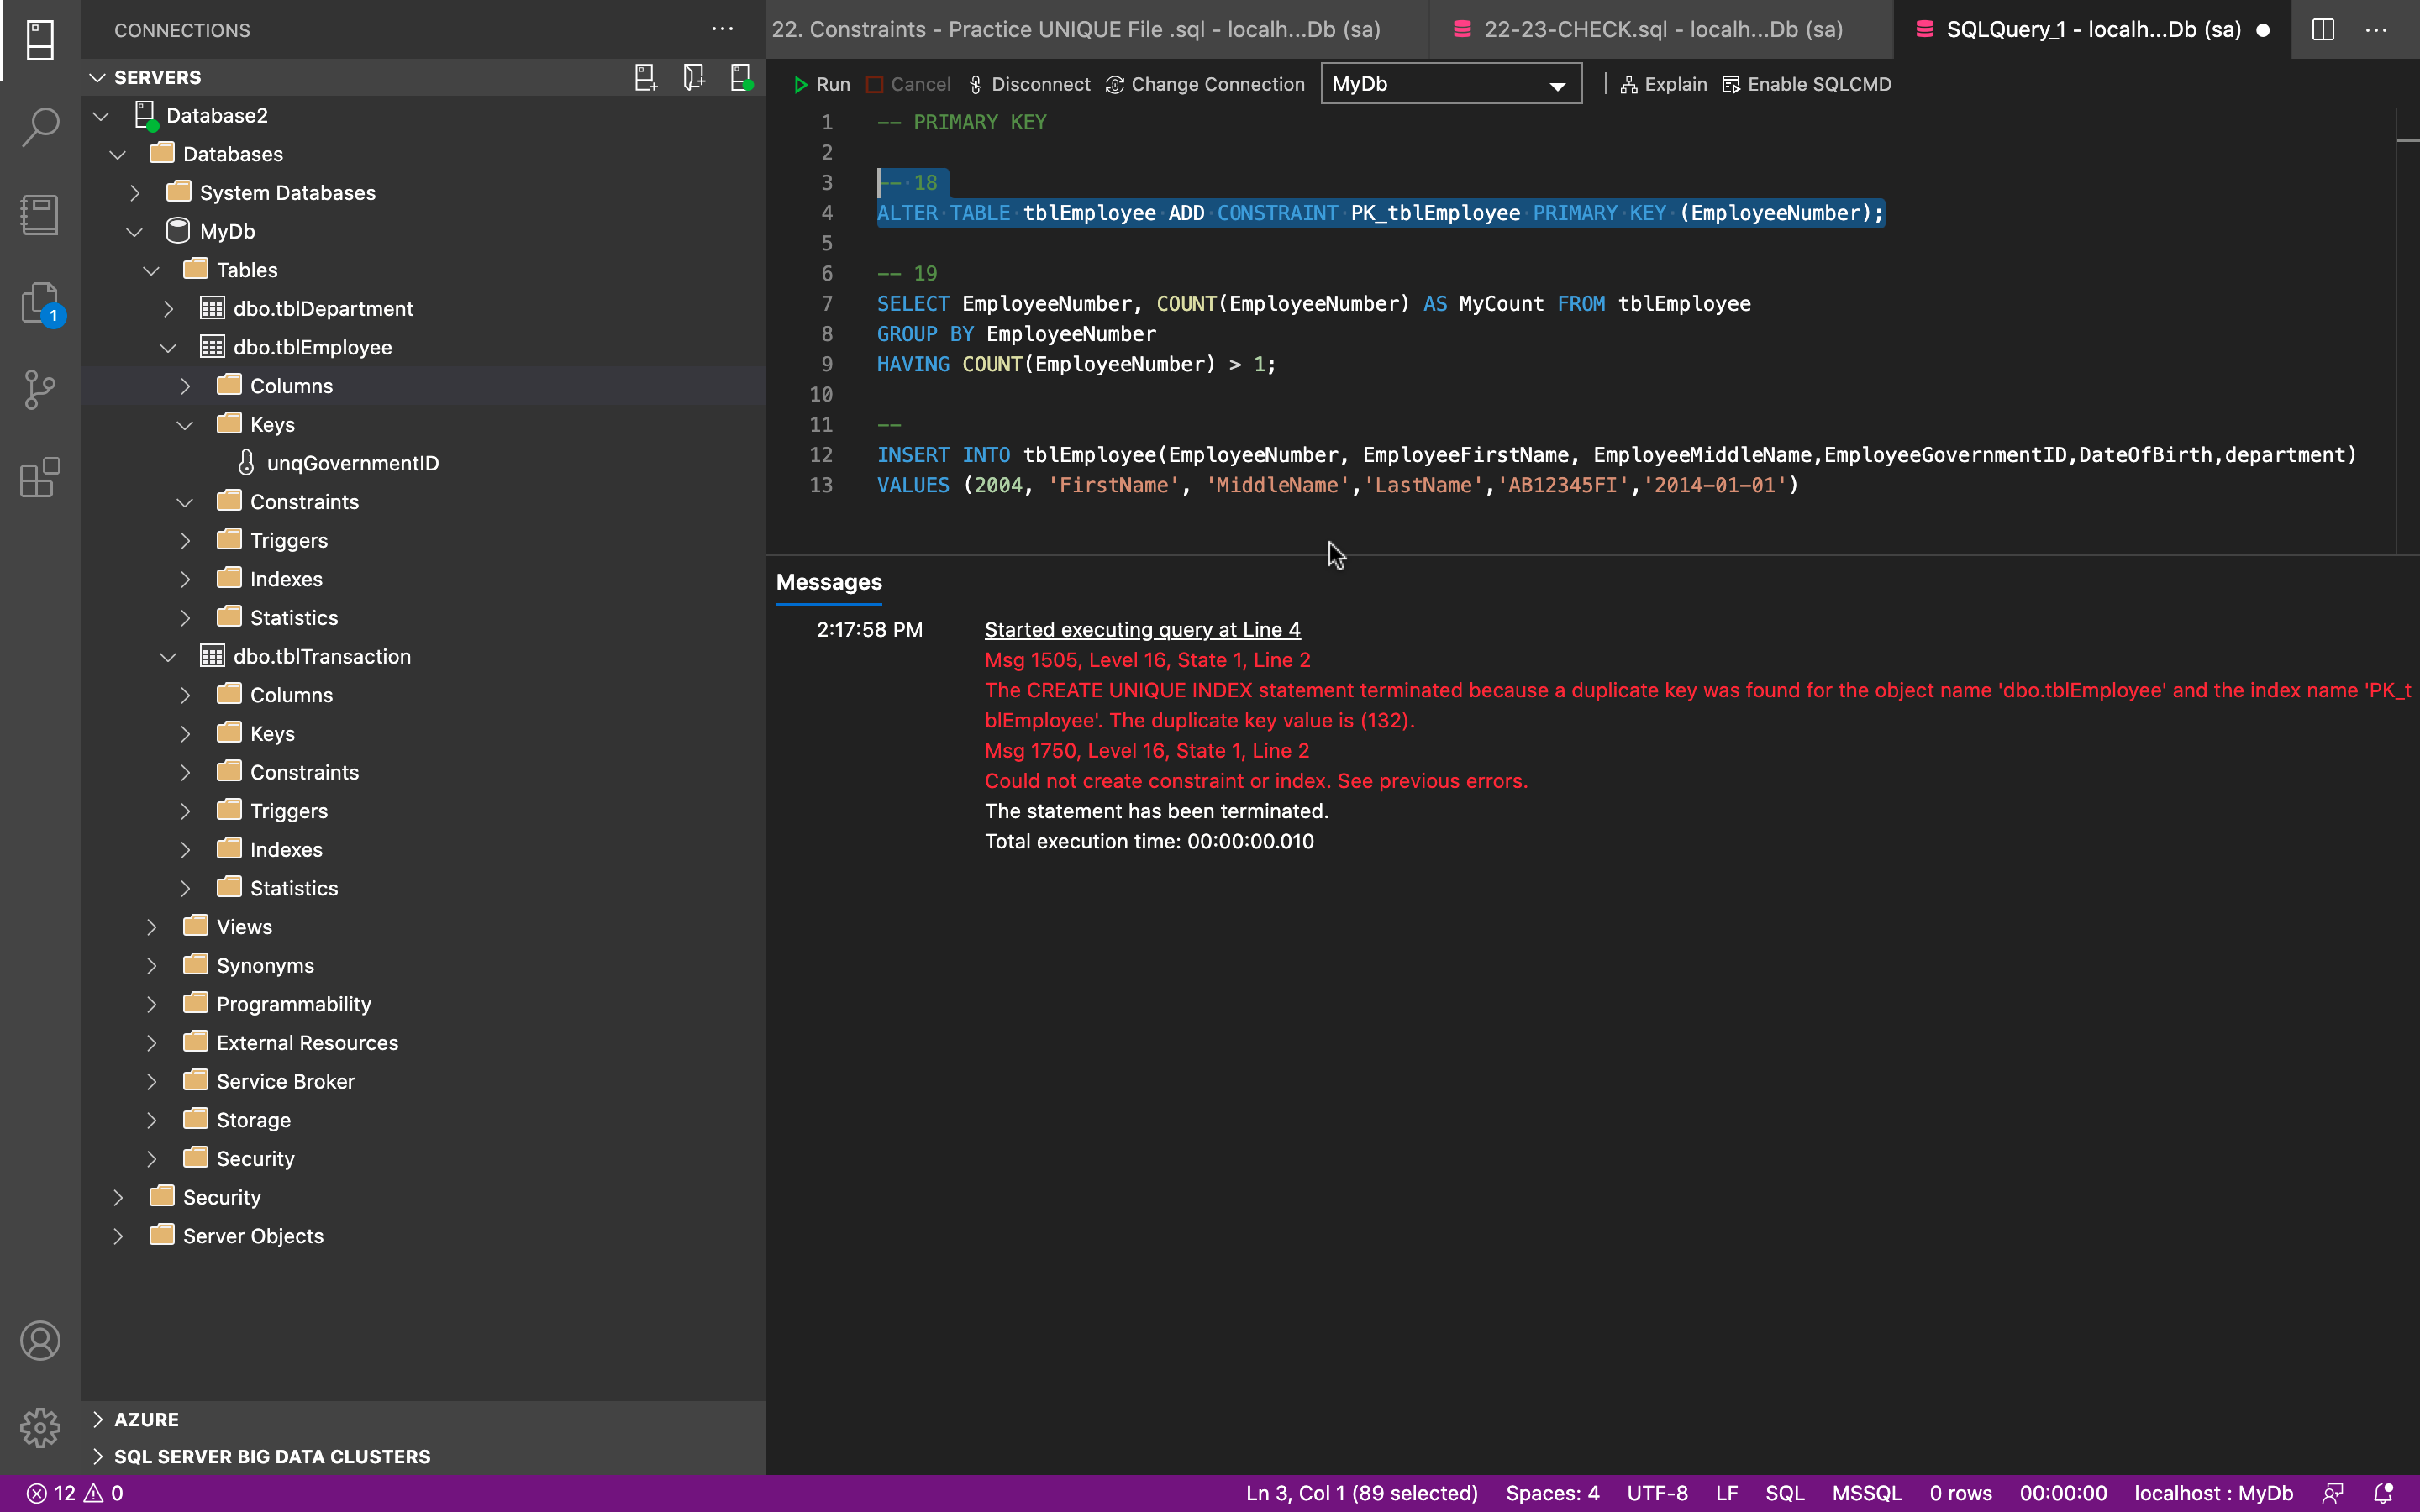 CONNECTIONS
SERVERS
Database2
Databases
System Databases
MyDb
Tables
dbo.tblDepartment
dbo.tblEmployee
Columns
Keys
unqGovernmentID
Constraints
Triggers
Indexes
Statistics
dbo.tblTransaction
Columns
Keys
Constraints
Triggers
Indexes
Statistics
Views
Synonyms
Programmability
External Resources
Service Broker
Storage
Security
Security
Server Objects
AZURE
SQL SERVER BIG DATA CLUSTERS
1
22. Constraints - Practice UNIQUE File .sql - localh...Db (sa)
22-23-CHECK.sql - localh...Db (sa)
SQLQuery_1 - localh...Db (sa)
Run Cancel Disconnect Change Connection MyDb Explain Enable SQLCMD
1 -- PRIMARY KEY
2
3 -- 18
4 ALTER TABLE tblEmployee ADD CONSTRAINT PK_tblEmployee PRIMARY KEY (EmployeeNumber);
5
6 -- 19
7 SELECT EmployeeNumber, COUNT(EmployeeNumber) AS MyCount FROM tblEmployee
8 GROUP BY EmployeeNumber
9 HAVING COUNT(EmployeeNumber) > 1;
10
11 --
12 INSERT INTO tblEmployee(EmployeeNumber, EmployeeFirstName, EmployeeMiddleName,EmployeeGovernmentID,DateOfBirth,department)
13 VALUES (2004, 'FirstName', 'MiddleName','LastName','AB12345FI','2014-01-01')
Messages
2:17:58 PM Started executing query at Line 4
Msg 1505, Level 16, State 1, Line 2
The CREATE UNIQUE INDEX statement terminated because a duplicate key was found for the object name 'dbo.tblEmployee' and the index name 'PK_t
blEmployee'. The duplicate key value is (132).
Msg 1750, Level 16, State 1, Line 2
Could not create constraint or index. See previous errors.
The statement has been terminated.
Total execution time: 00:00:00.010
12 0 Ln 3, Col 1 (89 selected) Spaces: 4 UTF-8 LF SQL MSSQL 0 rows 00:00:00 localhost : MyDb